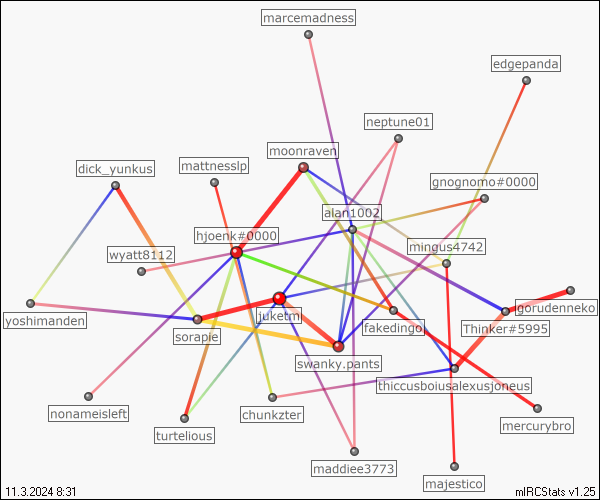 marcemadness
edgepanda
neptune01
moonraven
mattnesslp
dick_yunkus
gnognomo#0000
alan1002
hjoenk#0000
mingus4742
wyatt8112
gorudenneko
juketm
yoshimanden
fakedingo
Thinker#5995
sorapie
swanky.pants
thiccusboiusalexusjoneus
nonameisleft
chunkzter
mercurybro
turtelious
maddiee3773
majestico
11.3.2024 8:31
mIRCStats v1.25